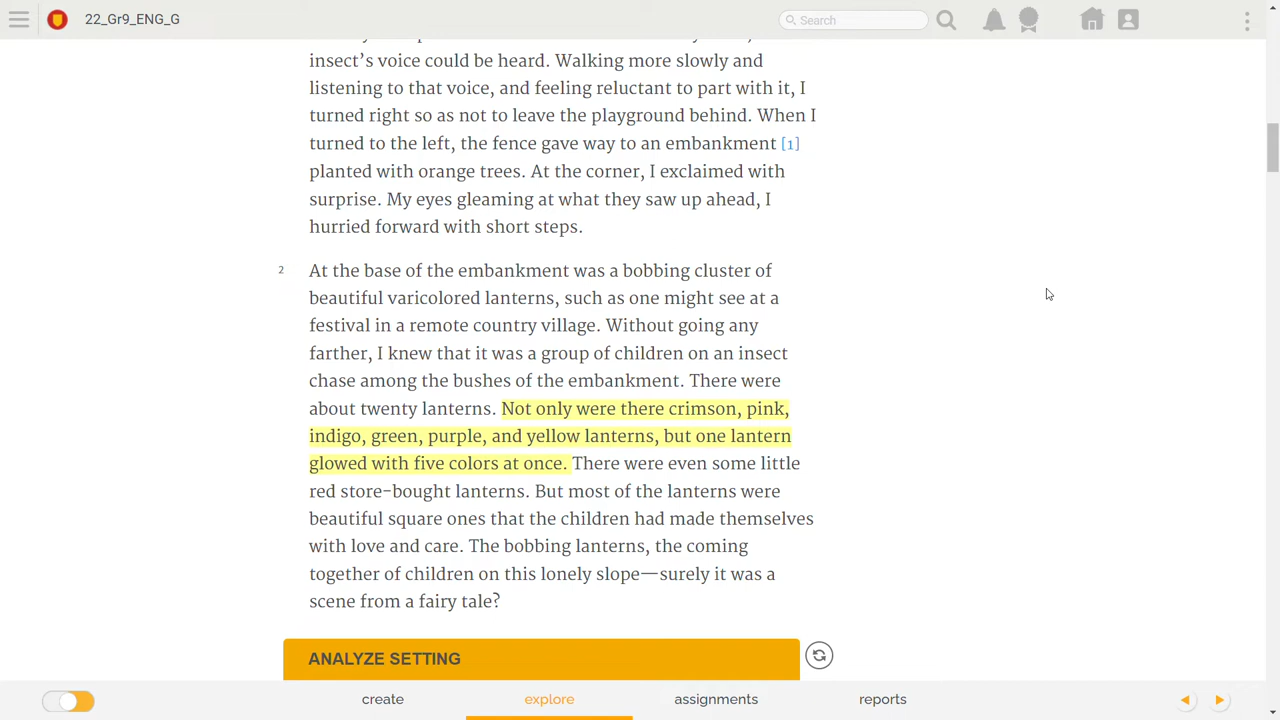 22_Gr9_ENG_G
Search
insect’s voice could be heard. Walking more slowly and
listening to that voice, and feeling reluctant to part with it, I
turned right so as not to leave the playground behind. When I
turned to the left, the fence gave way to an embankment [1]
planted with orange trees. At the corner, I exclaimed with
surprise. My eyes gleaming at what they saw up ahead, I
hurried forward with short steps.
2
At the base of the embankment was a bobbing cluster of
beautiful varicolored lanterns, such as one might see at a
festival in a remote country village. Without going any
farther, I knew that it was a group of children on an insect
chase among the bushes of the embankment. There were
about twenty lanterns. Not only were there crimson, pink,
indigo, green, purple, and yellow lanterns, but one lantern
glowed with five colors at once. There were even some little
red store-bought lanterns. But most of the lanterns were
beautiful square ones that the children had made themselves
with love and care. The bobbing lanterns, the coming
together of children on this lonely slope—surely it was a
scene from a fairy tale?
ANALYZE SETTING
create
explore
assignments
reports